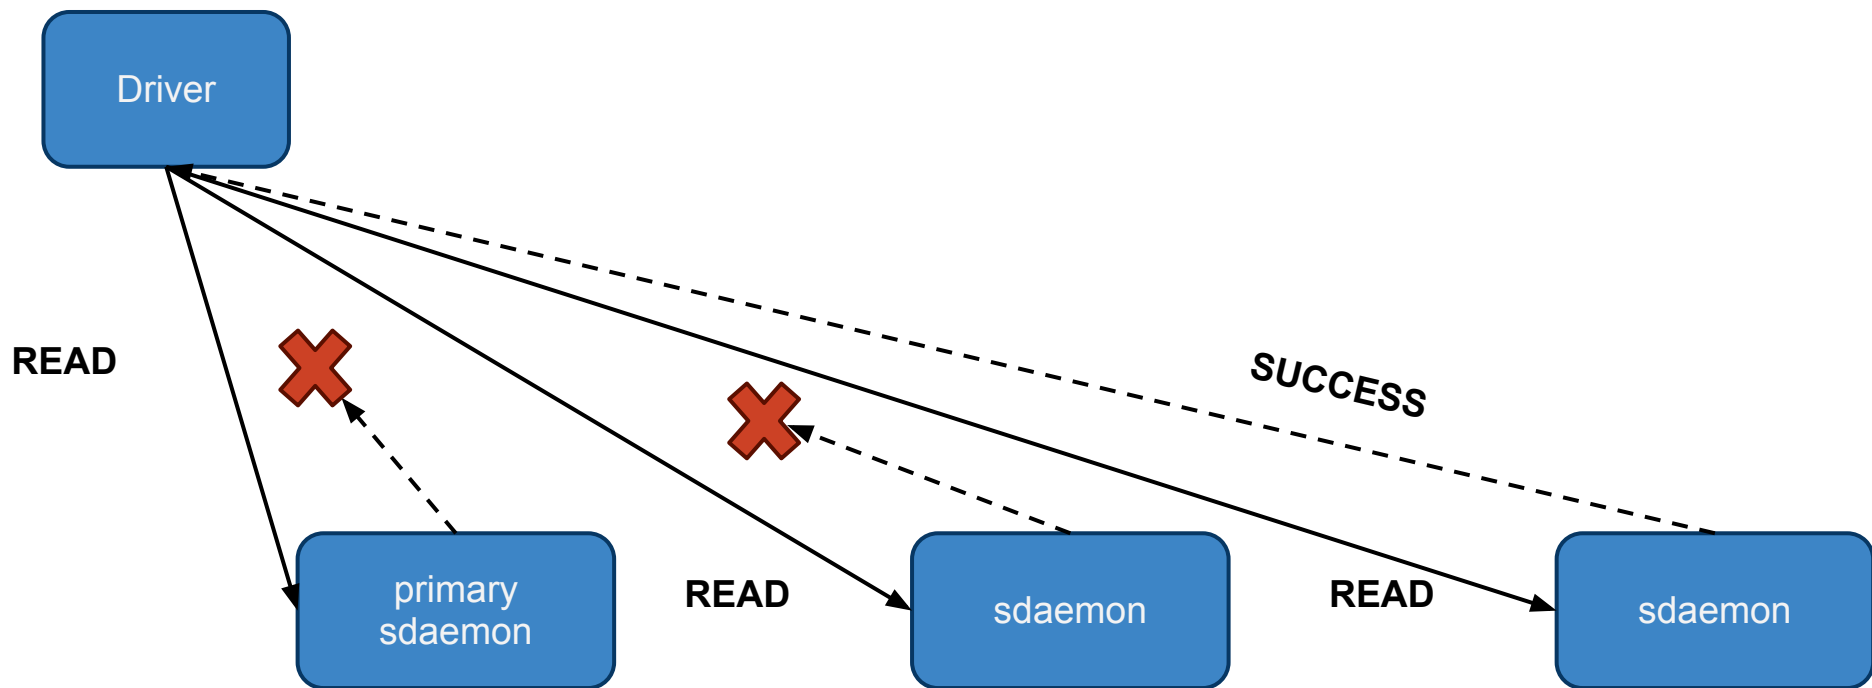 Driver
READ
SUCCESS
primary
sdaemon
READ
sdaemon
READ
sdaemon